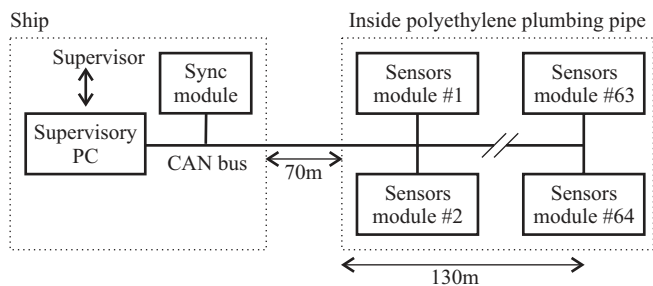 Ship
Inside polyethylene plumbing pipe
Supervisor
Sync
module
Supervisory
PC
CAN bus
70m
Sensors
module #1
Sensors
module #63
Sensors
module #2
Sensors
module #64
130m